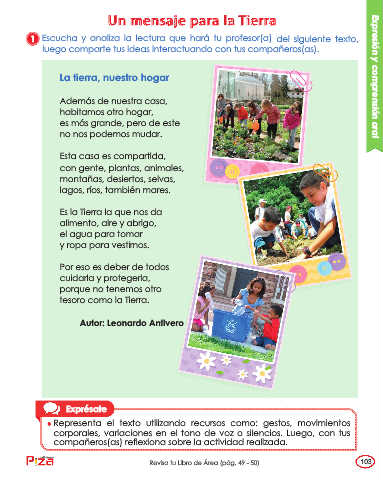 Un mensaje para la Tierra
1 Escucha y analiza la lectura que hará tu profesor(a) del siguiente texto,
luego comparte tus ideas interactuando con tus compañeros(as).
La tierra, nuestro hogar
Además de nuestra casa,
habitamos otro hogar,
es más grande, pero de este
no nos podemos mudar.
Esta casa es compartida,
con gente, plantas, animales,
montañas, desiertos, selvas,
lagos, ríos, también mares.
Es la Tierra la que nos da
alimento, aire y abrigo,
el agua para tomar
y ropa para vestirnos.
Por eso es deber de todos
cuidarla y protegerla,
porque no tenemos otro
tesoro como la Tierra.
Autor: Leonardo Antivero
Expresión y comprensión oral
Exprésate
• Representa el texto utilizando recursos como: gestos, movimientos
corporales, variaciones en el tono de voz o silencios. Luego, con tus
compañeros(as) reflexiona sobre la actividad realizada.
Revisa tu Libro de Área (pág. 49 - 50)
103